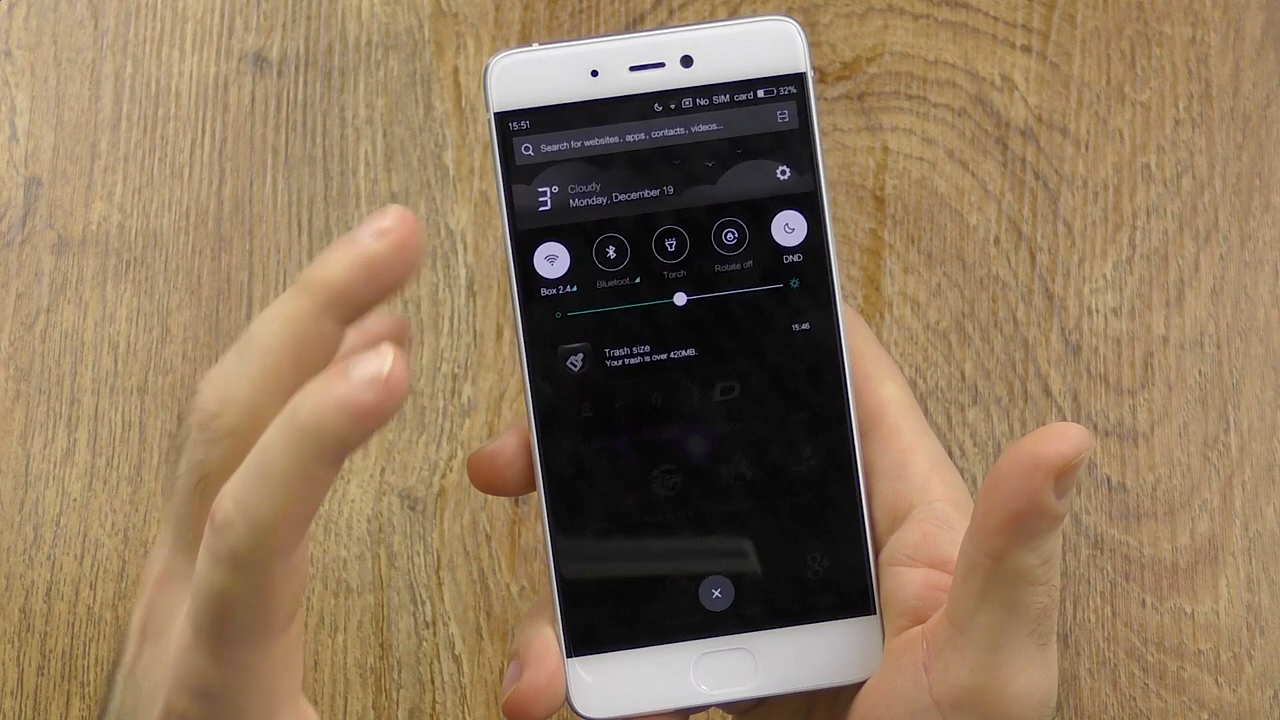 15:51
No SIM card 32%
Search for websites, apps, contacts, videos...
3° Cloudy
Monday, December 19
Box 2.4 Bluetoot... Torch Rotate off DND
15:46
Trash size
Your trash is over 420MB.
g+